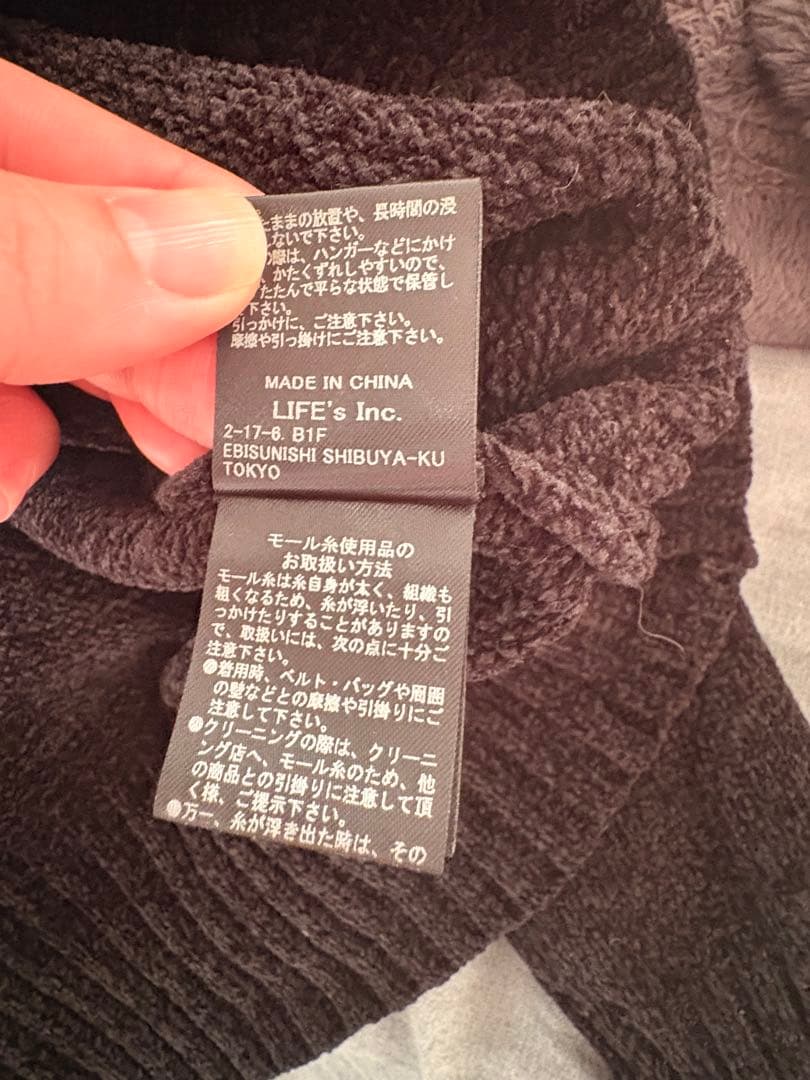 たままの放置や、長時間の浸
ないで下さい。
の際は、ハンガーなどにかけ
、かたくずれしやすいので、
たたんで平らな状態で保管し
下さい。
引っかけに、ご注意下さい。
摩擦や引っ掛けにご注意下さい。
MADE IN CHINA
LIFE's Inc.
2-17-6. B1F
EBISUNISHI SHIBUYA-KU
TOKYO
モール糸使用品の
お取扱い方法
モール糸は糸自身が太く、組織も
粗くなるため、糸が浮いたり、引
っかけたりすることがありますの
で、取扱いには、次の点に十分ご
注意下さい。
着用時、ベルト・バッグや周囲
の壁などとの摩擦や引掛りにご
注意して下さい。
クリーニングの際は、クリーニ
ング店へ、モール糸のため、他
の商品との引掛りに注意して頂
く様、ご提示下さい。
万一、糸が浮き出た時は、その